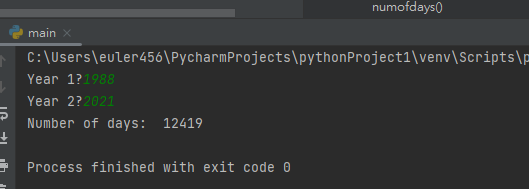 numofdays()
main
C:\Users\euler456\PycharmProjects\pythonProject1\venv\Scripts\p
Year 1?1988
Year 2?2021
Number of days:  12419
Process finished with exit code 0